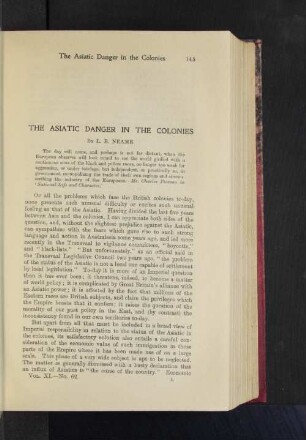 The Asiatic Danger in the Colonies
143
THE ASIATIC DANGER IN THE COLONIES
By L. E. NEAME
The day will come, and perhaps is not far distant, when the
European observer will look round to see the globe girdled with a
continuous zone of the black and yellow races, no longer too weak for
aggression, or under tutelage, but independent, or practically so, in
government, monopolising the trade of their own regions and circum-
scribing the industry of the European.—Mr. Charles Pearson in
"National Life and Character."
OF all the problems which face the British colonies to-day,
none presents such unusual difficulty or excites such unusual
feeling as that of the Asiatic. Having divided the last few years
between Asia and the colonies, I can appreciate both sides of the
question, and, without the slightest prejudice against the Asiatic,
can sympathise with the fears which gave rise to such strong
language and action in Australasia some years ago, and led more
recently in the Transvaal to vigilance committees, "boycotts,"
and "black-lists." "But unfortunately," as an official said in
the Transvaal Legislative Council two years ago, "the problem
of the status of the Asiatic is not a local one capable of settlement
by local legislation." To-day it is more of an Imperial question
than it has ever been; it threatens, indeed, to become a matter
of world policy; it is complicated by Great Britain's alliance with
an Asiatic power; it is affected by the fact that millions of the
Eastern races are British subjects, and claim the privileges which
the Empire boasts that it confers; it raises the question of the
morality of our past policy in the East, and dry contrast the
inconsistency found in our own territories to-day.
But apart from all that must be included in a broad view of
Imperial responsibility in relation to the status of the Asiatic in
the colonies, its satisfactory solution also entails a careful con-
sideration of the economic value of such immigration in those
parts of the Empire where it has been made use of on a large
scale. This phase of a very wide subject is apt to be neglected.
The matter is generally dismissed with a hasty declaration that
an influx of Asiatics is "the curse of the country." Economic
VOL. XI.—No. 62.